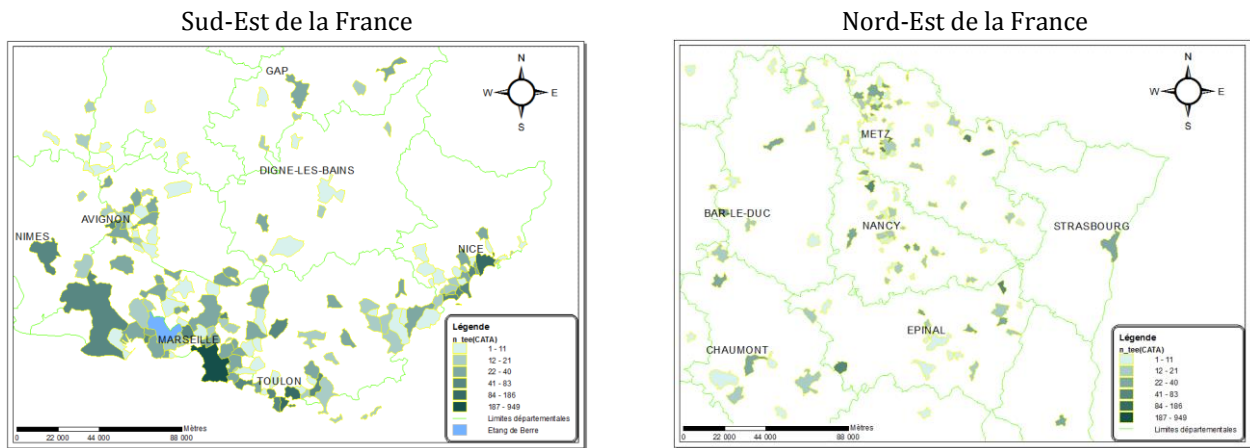 Sud-Est de la France
GAP
N
W
E
S
DIGNE-LES-BAINS
AVIGNON
NIMES
NICE
MARSEILLE
TOULON
Légende
n_tee(CATA)
1 - 11
12 - 21
22 - 40
41 - 83
84 - 186
187 - 949
Limites départementales
Etang de Berre
Mètres
0 22 000 44 000 88 000
Nord-Est de la France
N
W
E
S
METZ
BAR-LE-DUC
NANCY
STRASBOURG
EPINAL
CHAUMONT
Légende
n_tee(CATA)
1 - 11
12 - 21
22 - 40
41 - 83
84 - 186
187 - 949
Limites départementales
Mètres
0 22 000 44 000 88 000